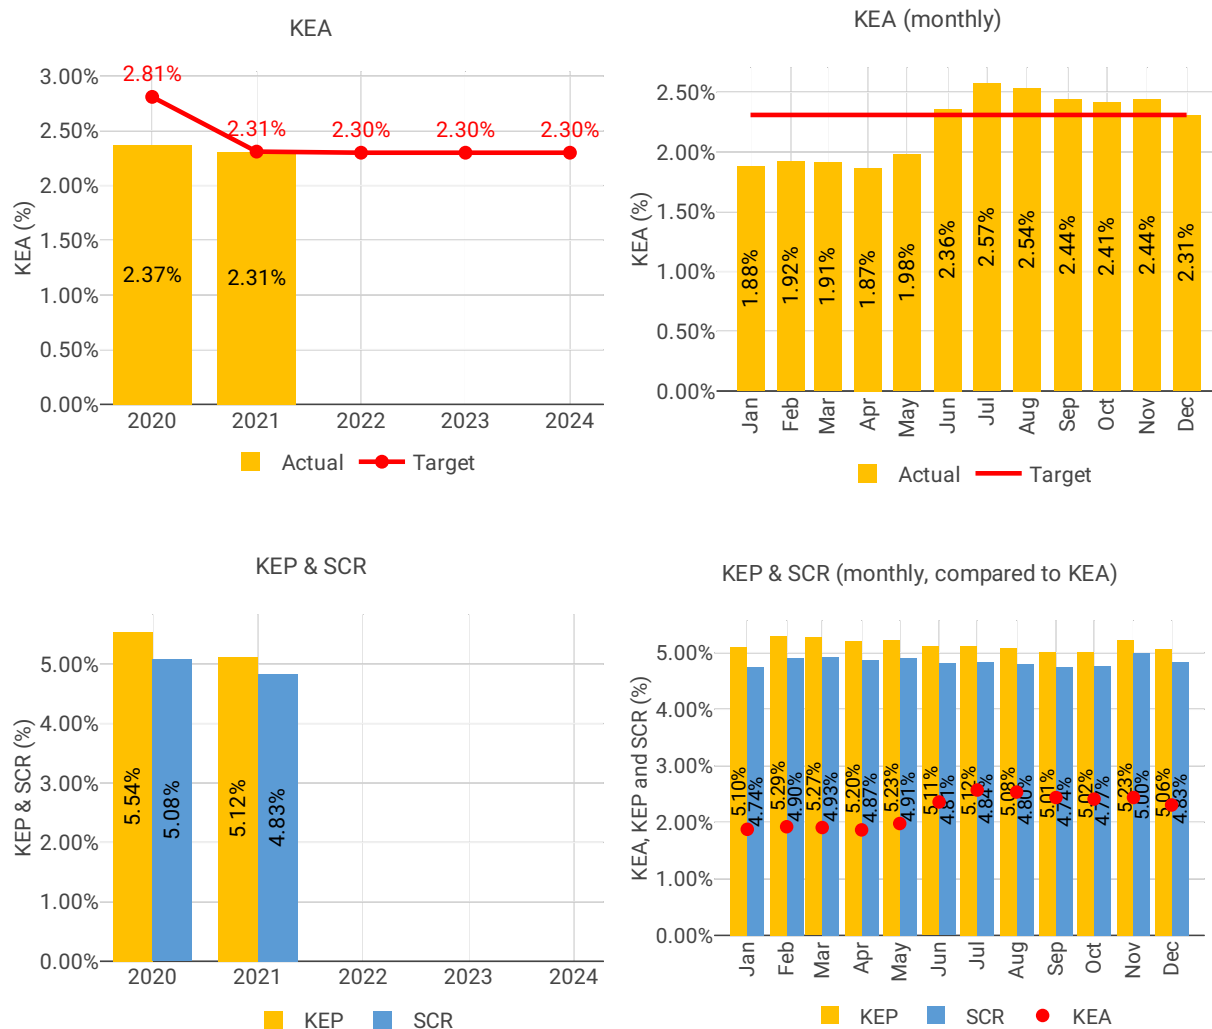 KEA
3.00%
2.50%
2.00%
1.50%
1.00%
0.50%
0.00%
KEA (%)
2.81%
2.31%
2.30%
2.30%
2.30%
2.37%
2.31%
2020
2021
2022
2023
2024
Actual
Target
KEA (monthly)
2.50%
2.00%
1.50%
1.00%
0.50%
0.00%
KEA (%)
1.88%
1.92%
1.91%
1.87%
1.98%
2.36%
2.57%
2.54%
2.44%
2.41%
2.44%
2.31%
Jan
Feb
Mar
Apr
May
Jun
Jul
Aug
Sep
Oct
Nov
Dec
Actual
Target
KEP & SCR
5.00%
4.00%
3.00%
2.00%
1.00%
0.00%
KEP & SCR (%)
5.54%
5.08%
5.12%
4.83%
2020
2021
2022
2023
2024
KEP
SCR
KEP & SCR (monthly, compared to KEA)
5.00%
4.00%
3.00%
2.00%
1.00%
0.00%
KEA, KEP and SCR (%)
5.10%
4.74%
5.29%
4.90%
5.27%
4.93%
5.20%
4.87%
5.23%
4.91%
5.11%
4.81%
5.12%
4.84%
5.08%
4.80%
5.01%
4.74%
5.02%
4.77%
5.23%
5.00%
5.06%
4.83%
Jan
Feb
Mar
Apr
May
Jun
Jul
Aug
Sep
Oct
Nov
Dec
KEP
SCR
KEA